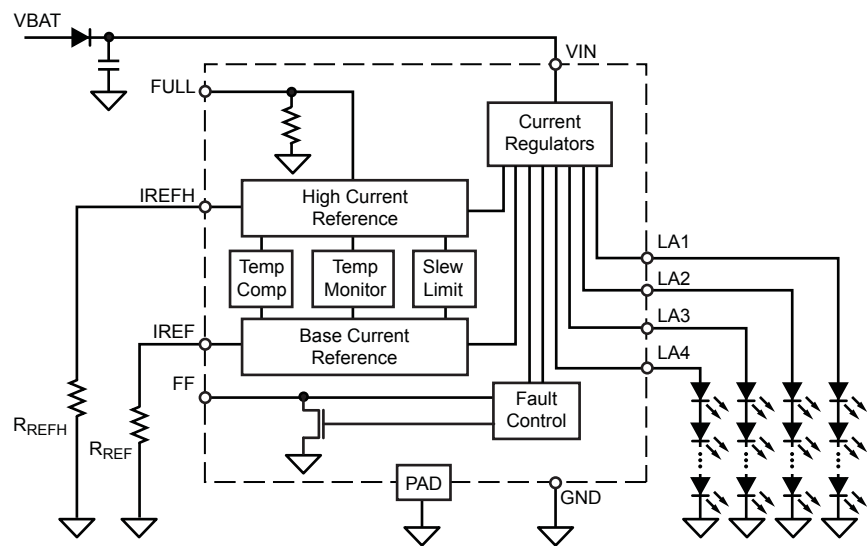 VBAT
VIN
FULL
Current
Regulators
IREFH
High Current
Reference
LA1
Temp
Comp
Temp
Monitor
Slew
Limit
LA2
IREF
Base Current
Reference
LA3
LA4
FF
Fault
Control
RREFH
RREF
PAD
GND